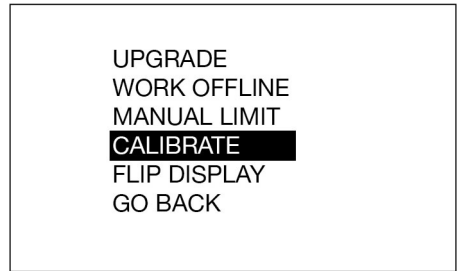 UPGRADE
WORK OFFLINE
MANUAL LIMIT
CALIBRATE
FLIP DISPLAY
GO BACK